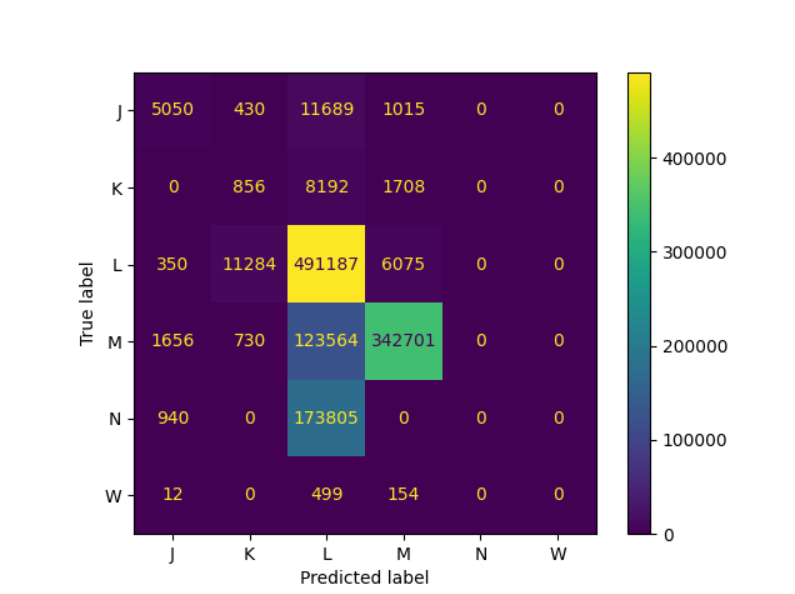 J 5050 430 11689 1015 0 0
K 0 856 8192 1708 0 0
L 350 11284 491187 6075 0 0
M 1656 730 123564 342701 0 0
N 940 0 173805 0 0 0
W 12 0 499 154 0 0
J K L M N W
Predicted label
True label
400000
300000
200000
100000
0